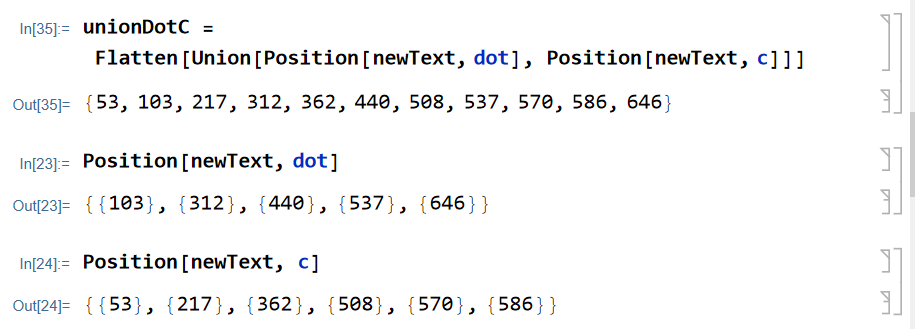 In[35]:= unionDotC =
Flatten[Union[Position[newText, dot], Position[newText, c]]]
Out[35]= {53, 103, 217, 312, 362, 440, 508, 537, 570, 586, 646}
In[23]:= Position[newText, dot]
Out[23]= {{103}, {312}, {440}, {537}, {646}}
In[24]:= Position[newText, c]
Out[24]= {{53}, {217}, {362}, {508}, {570}, {586}}